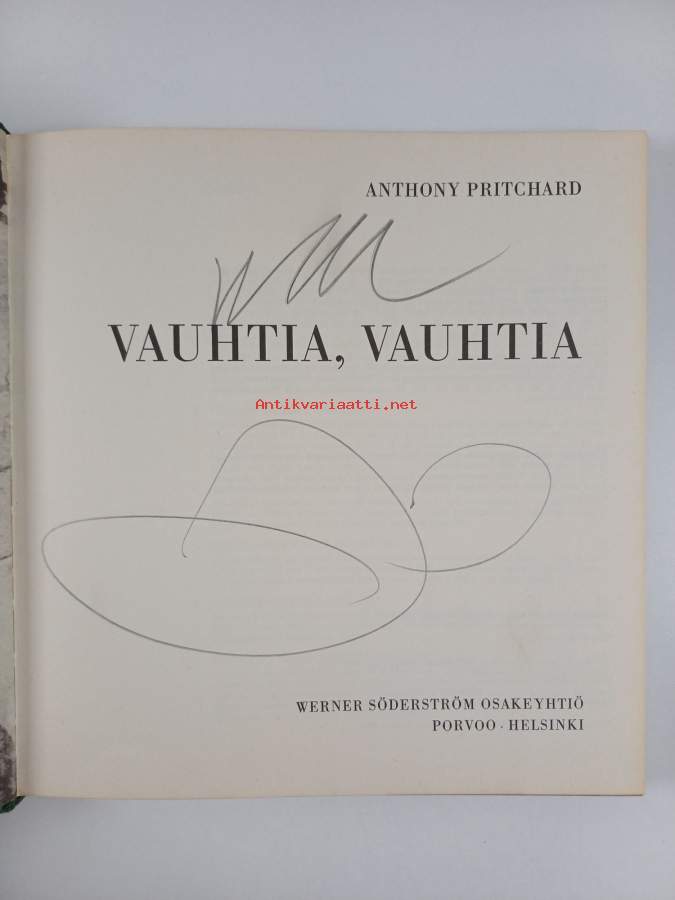 ANTHONY PRITCHARD
VAUHTIA, VAUHTIA
Antikvariaatti.net
WERNER SÖDERSTRÖM OSAKEYHTIÖ
PORVOO · HELSINKI